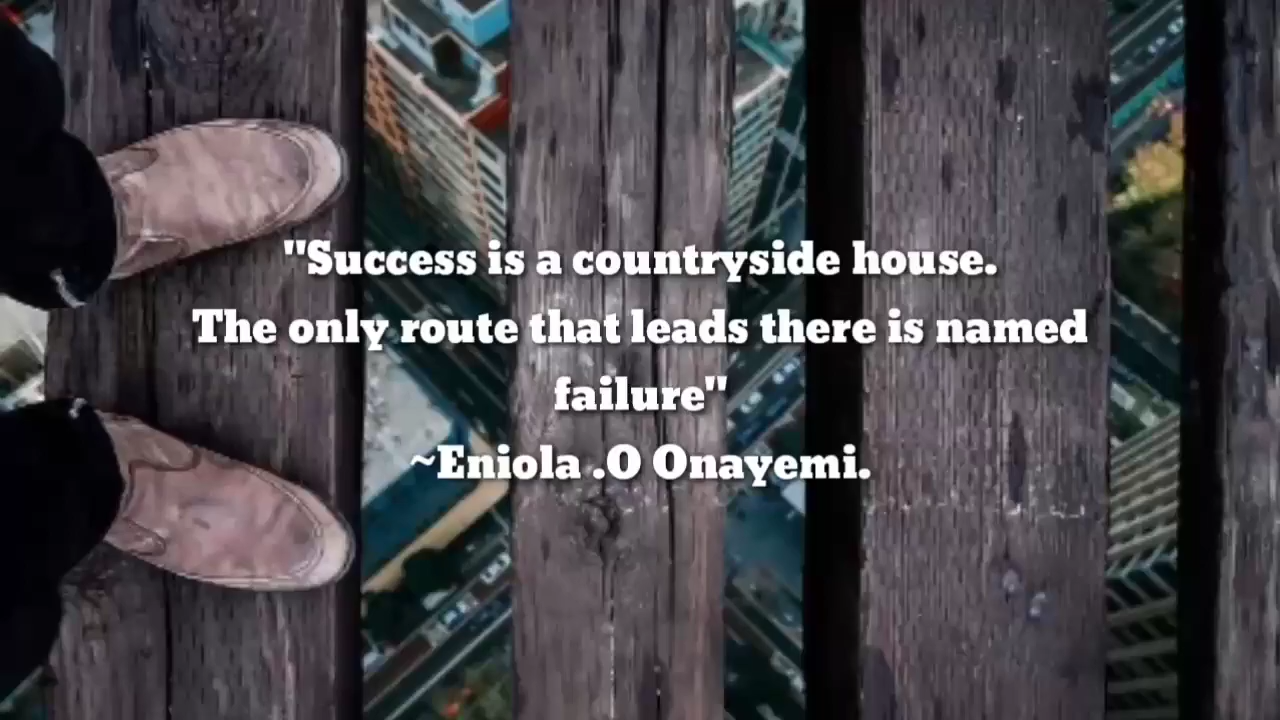 "Success is a countryside house.
The only route that leads there is named
failure"
~Eniola .O Onayemi.